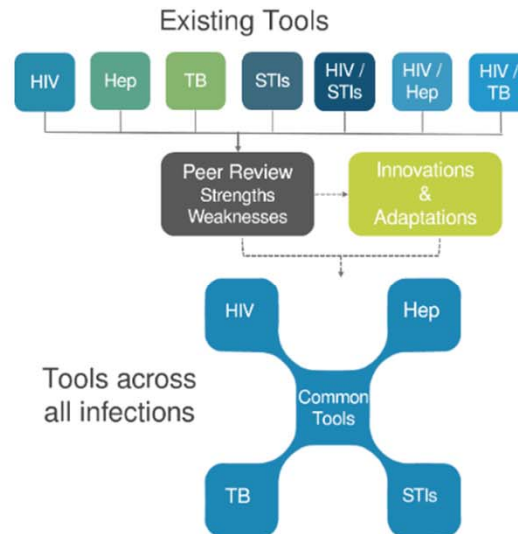 Existing Tools
HIV
Hep
TB
STIs
HIV /
STIs
HIV /
Hep
HIV /
TB
Peer Review
Strengths
Weaknesses
Innovations
&
Adaptations
HIV
Hep
Tools across
all infections
Common
Tools
TB
STIs